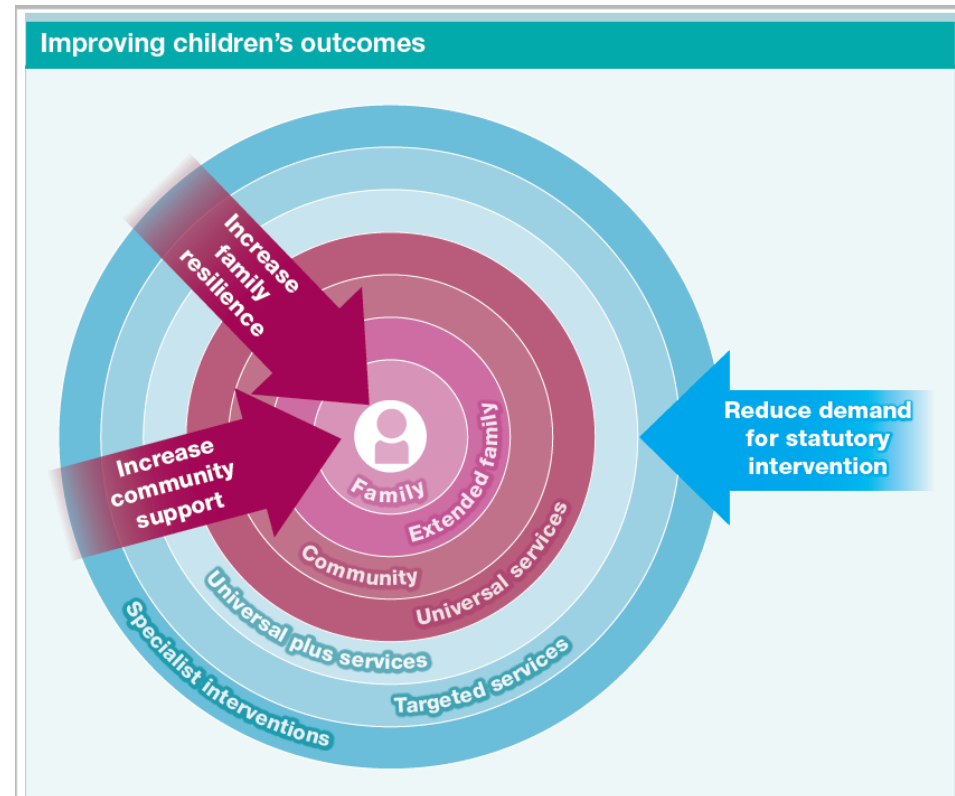 Improving children’s outcomes
Increase
family
resilience
Increase
community
support
Reduce demand
for statutory
intervention
Family
Extended family
Community
Universal services
Universal plus services
Targeted services
Specialist interventions